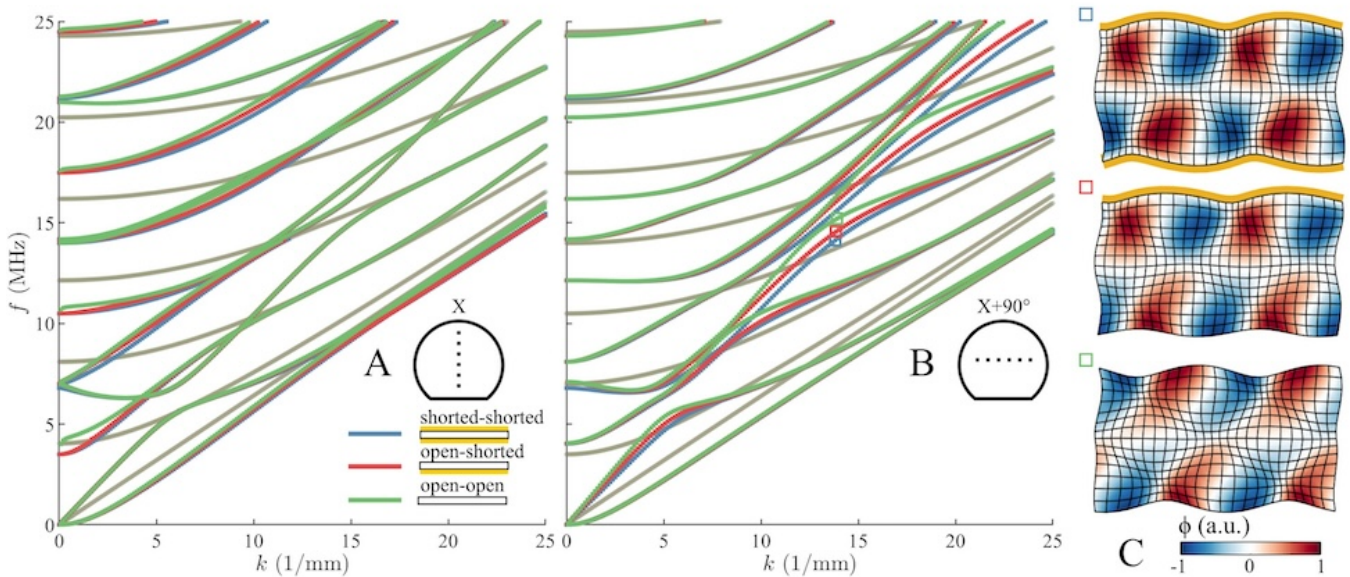 A
X
shorted-shorted
open-shorted
open-open
25
20
15
10
5
0
f (MHz)
0 5 10 15 20 25
k (1/mm)
B
X+90°
0 5 10 15 20 25
k (1/mm)
C
ϕ (a.u.)
-1 0 1